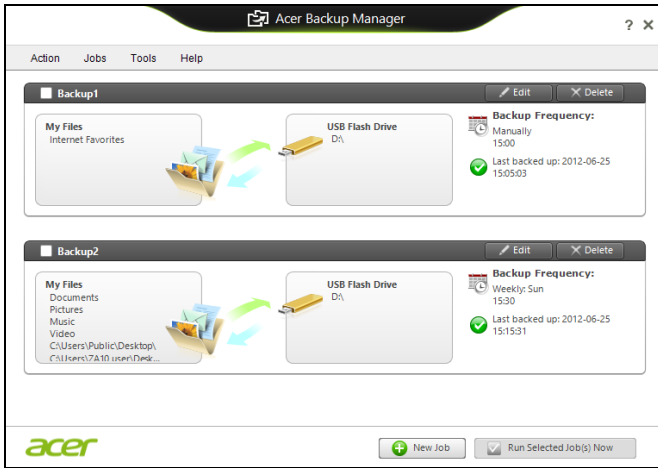 Acer Backup Manager
? ×
Action Jobs Tools Help
Backup1
Edit Delete
My Files
Internet Favorites
USB Flash Drive
D:\
Backup Frequency:
Manually
15:00
Last backed up: 2012-06-25
15:05:03
Backup2
Edit Delete
My Files
Documents
Pictures
Music
Video
C:\Users\Public\Desktop\
C:\Users\ZA10 user\Desk...
USB Flash Drive
D:\
Backup Frequency:
Weekly: Sun
15:30
Last backed up: 2012-06-25
15:15:31
acer
New Job Run Selected Job(s) Now